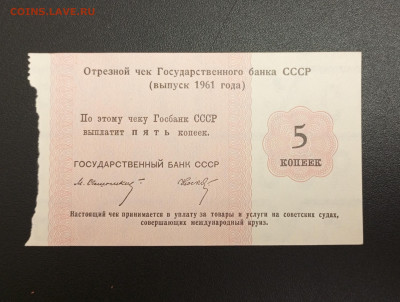 COINS.LAVE.RU
Отрезной чек Государственного банка СССР
(выпуск 1961 года)
По этому чеку Госбанк СССР
выплатит ПЯТЬ копеек.
5
КОПЕЕК
ГОСУДАРСТВЕННЫЙ БАНК СССР
Настоящий чек принимается в уплату за товары и услуги на советских судах,
совершающих международный круиз.